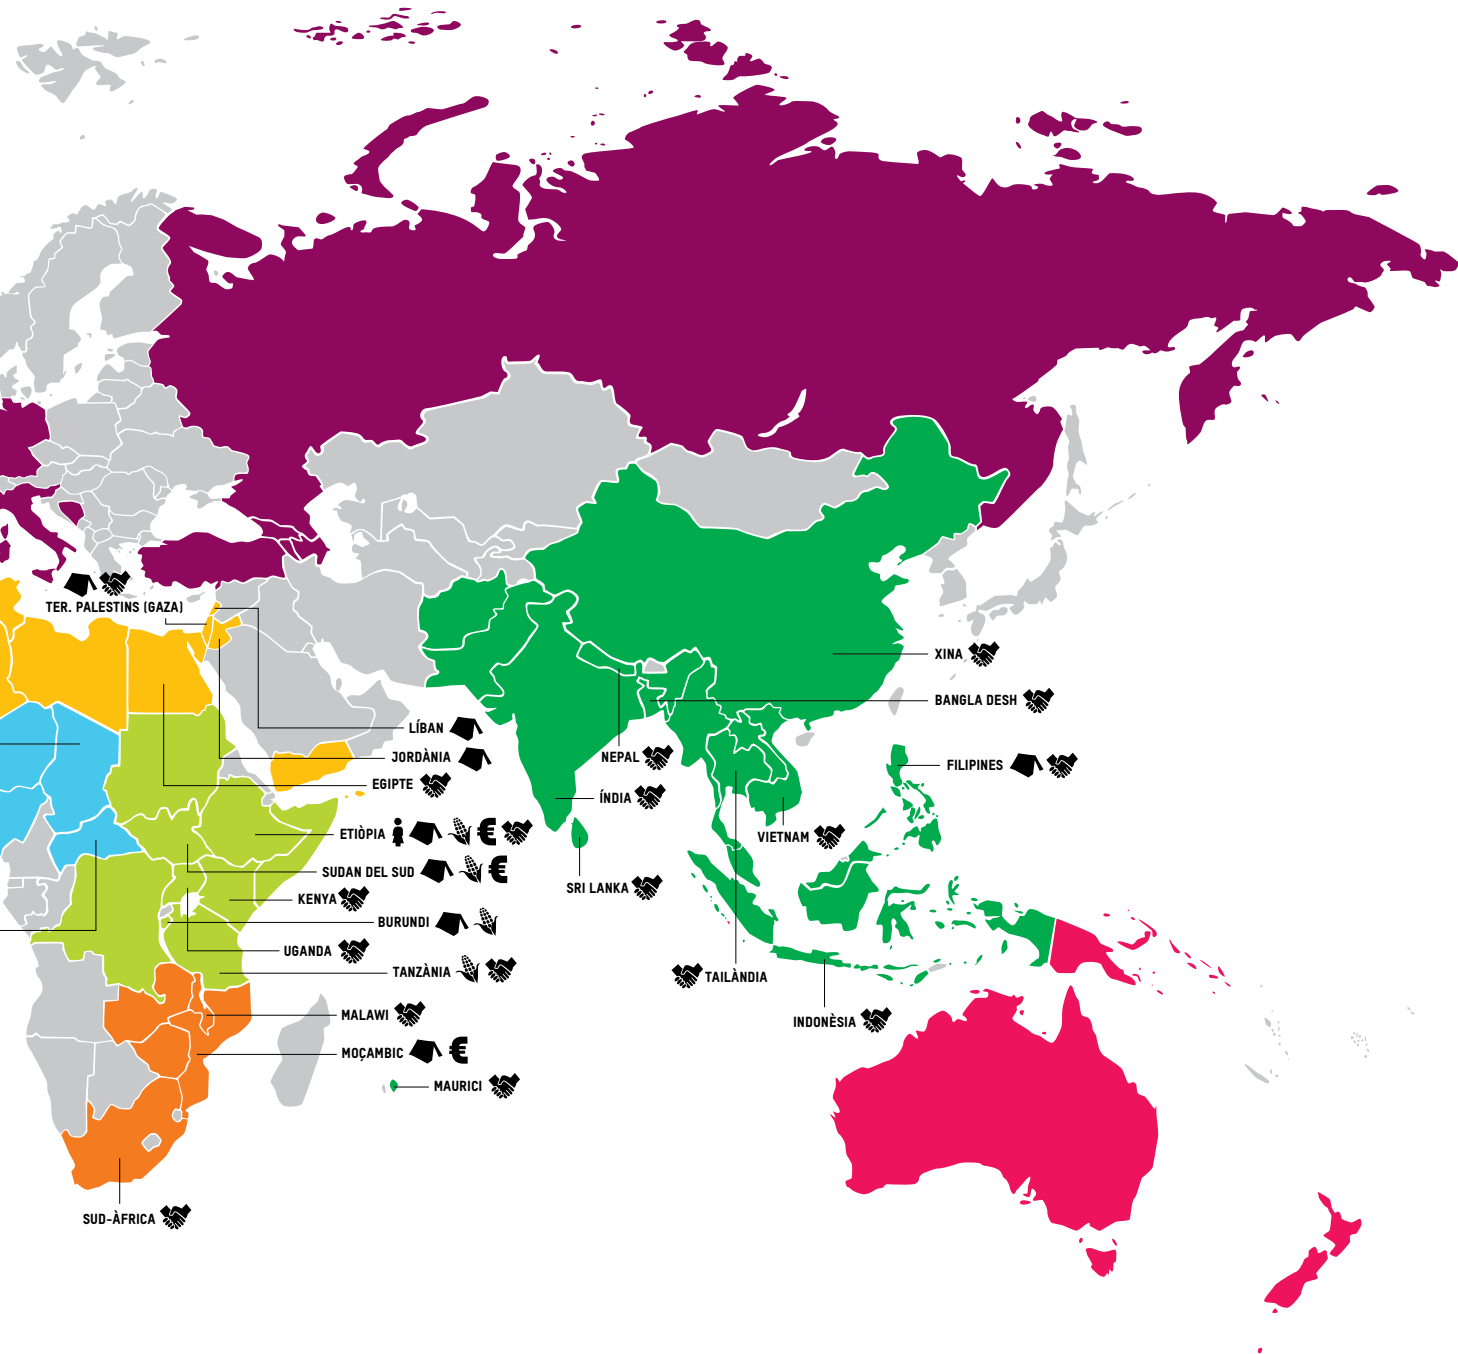 TER. PALESTINS (GAZA)
XINA
BANGLA DESH
LÍBAN
JORDÀNIA
NEPAL
FILIPINES
EGIPTE
ÍNDIA
ETIÒPIA
€
VIETNAM
SUDAN DEL SUD
€
SRI LANKA
KENYA
BURUNDI
UGANDA
TANZÀNIA
TAILÀNDIA
MALAWI
INDONÈSIA
MOÇAMBIC
€
MAURICI
SUD-ÀFRICA